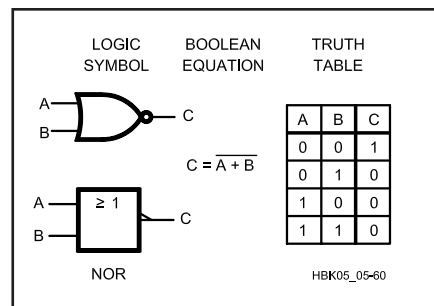 LOGIC SYMBOL
BOOLEAN EQUATION
TRUTH TABLE
A
B
C
C = A + B
A
B
≥ 1
C
NOR
A B C
0 0 1
0 1 0
1 0 0
1 1 0
HBK05_05-60